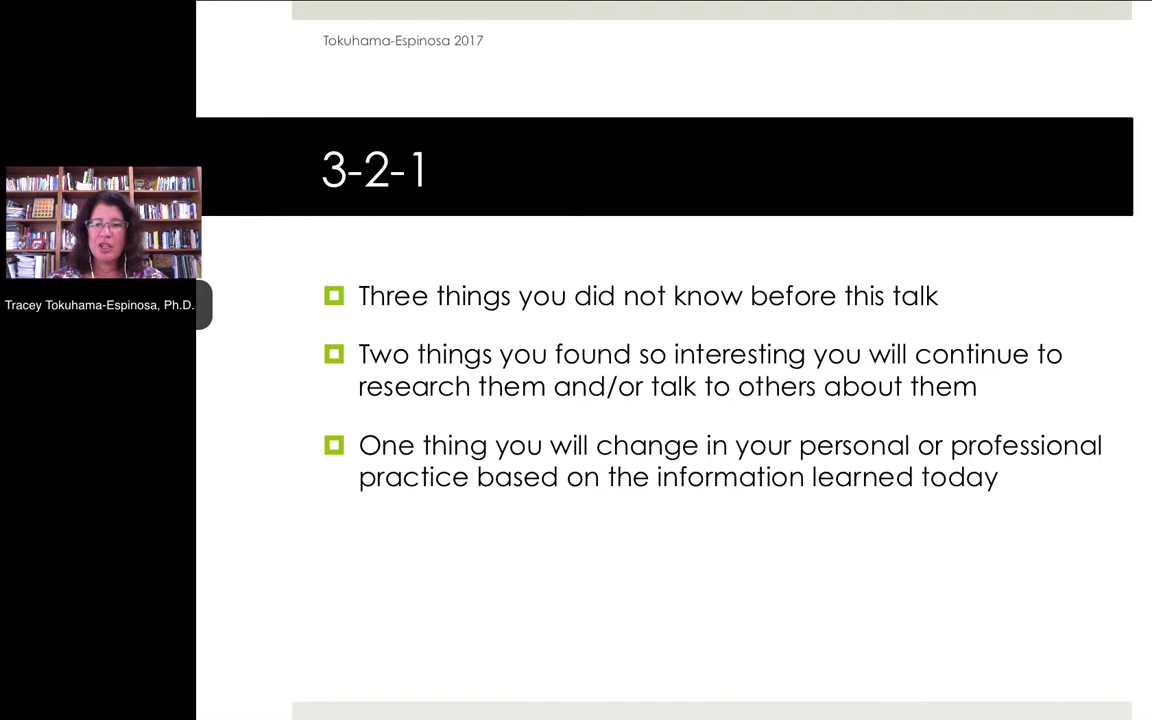 Tokuhama-Espinosa 2017
3-2-1
Tracey Tokuhama-Espinosa, Ph.D.
Three things you did not know before this talk
Two things you found so interesting you will continue to
research them and/or talk to others about them
One thing you will change in your personal or professional
practice based on the information learned today